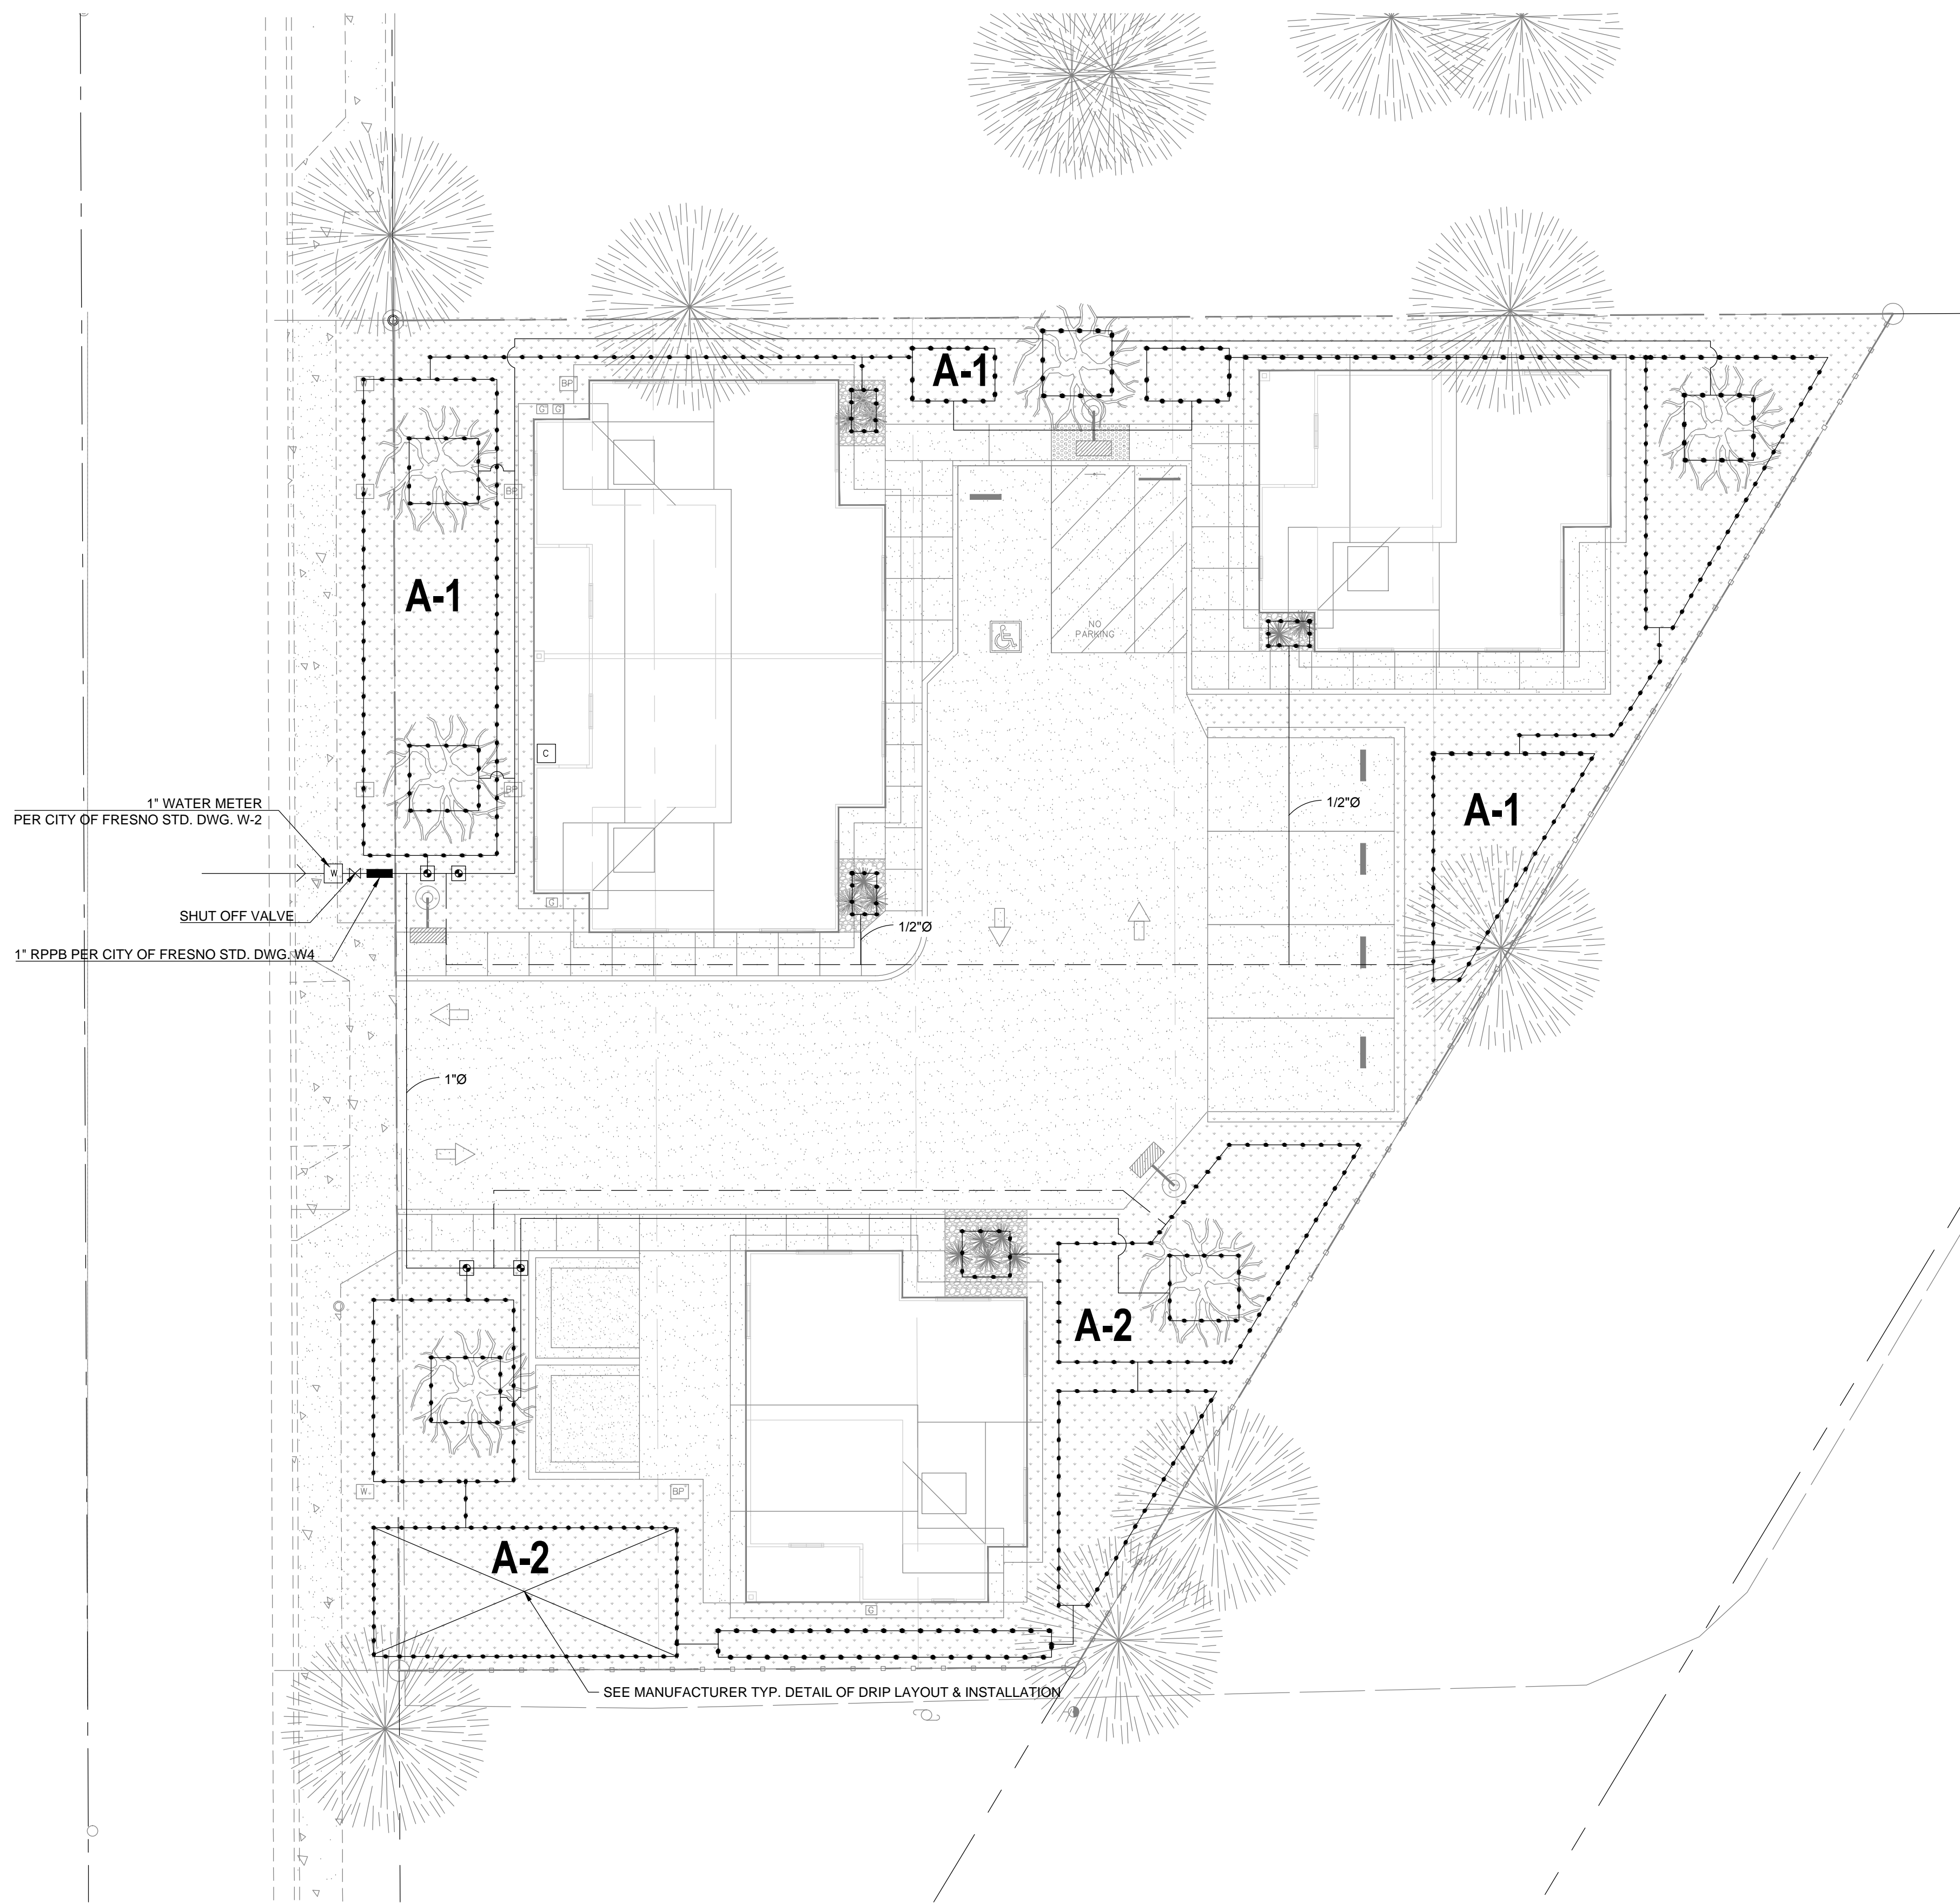 A-1
BP
G G
W
W
BP
A-1
NO
PARKING
C
1/2"Ø
A-1
1" WATER METER
PER CITY OF FRESNO STD. DWG. W-2
W
BP
W
G
SHUT OFF VALVE
1/2"Ø
1" RPPB PER CITY OF FRESNO STD. DWG. W4
1"Ø
A-2
W
BP
A-2
G
SEE MANUFACTURER TYP. DETAIL OF DRIP LAYOUT & INSTALLATION